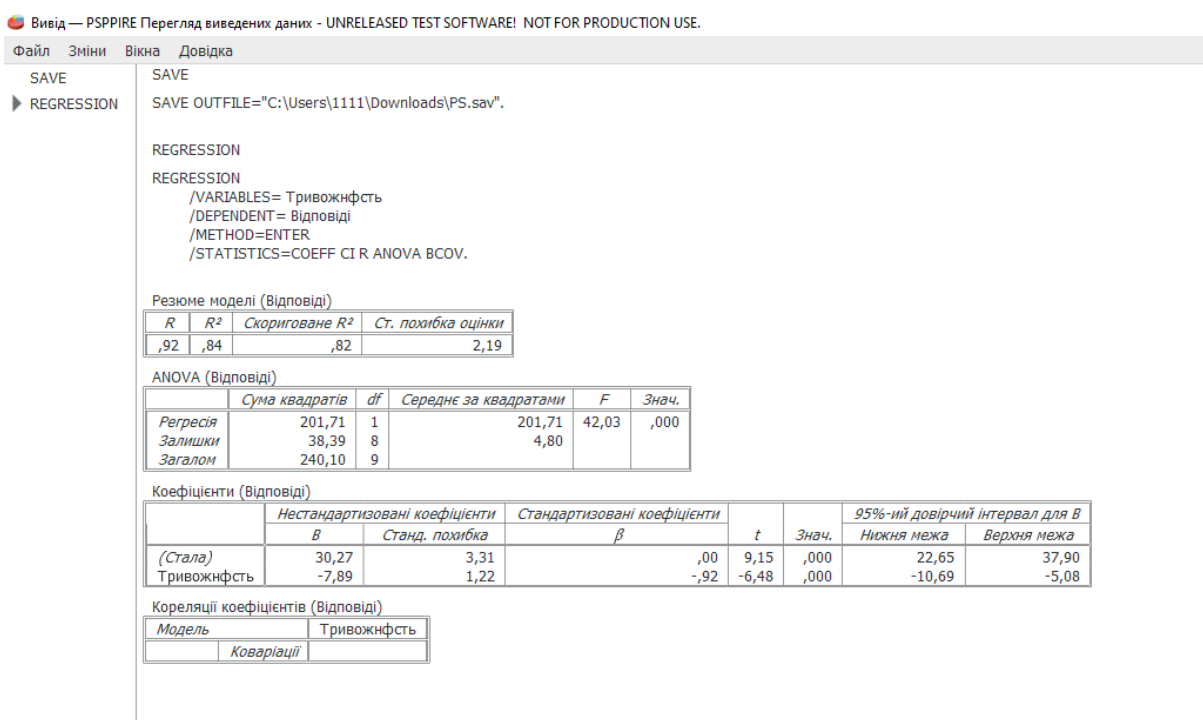 Вивід — PSPPIRE Перегляд виведених даних - UNRELEASED TEST SOFTWARE! NOT FOR PRODUCTION USE.
Файл Зміни Вікна Довідка
SAVE
REGRESSION
SAVE
SAVE OUTFILE="C:\Users\1111\Downloads\PS.sav".
REGRESSION
REGRESSION
/VARIABLES= Тривожнфсть
/DEPENDENT= Відповіді
/METHOD=ENTER
/STATISTICS=COEFF CI R ANOVA BCOV.
Резюме моделі (Відповіді)
R R² Скориговане R² Ст. похибка оцінки
,92 ,84 ,82 2,19
ANOVA (Відповіді)
Сума квадратів df Середнє за квадратами F Знач.
Регресія 201,71 1 201,71 42,03 ,000
Залишки 38,39 8 4,80
Загалом 240,10 9
Коефіцієнти (Відповіді)
Нестандартизовані коефіцієнти Стандартизовані коефіцієнти 95%-ий довірчий інтервал для B
B Станд. похибка β t Знач. Нижня межа Верхня межа
(Стала) 30,27 3,31 ,00 9,15 ,000 22,65 37,90
Тривожнфсть -7,89 1,22 -,92 -6,48 ,000 -10,69 -5,08
Кореляції коефіцієнтів (Відповіді)
Модель Тривожнфсть
Коваріації